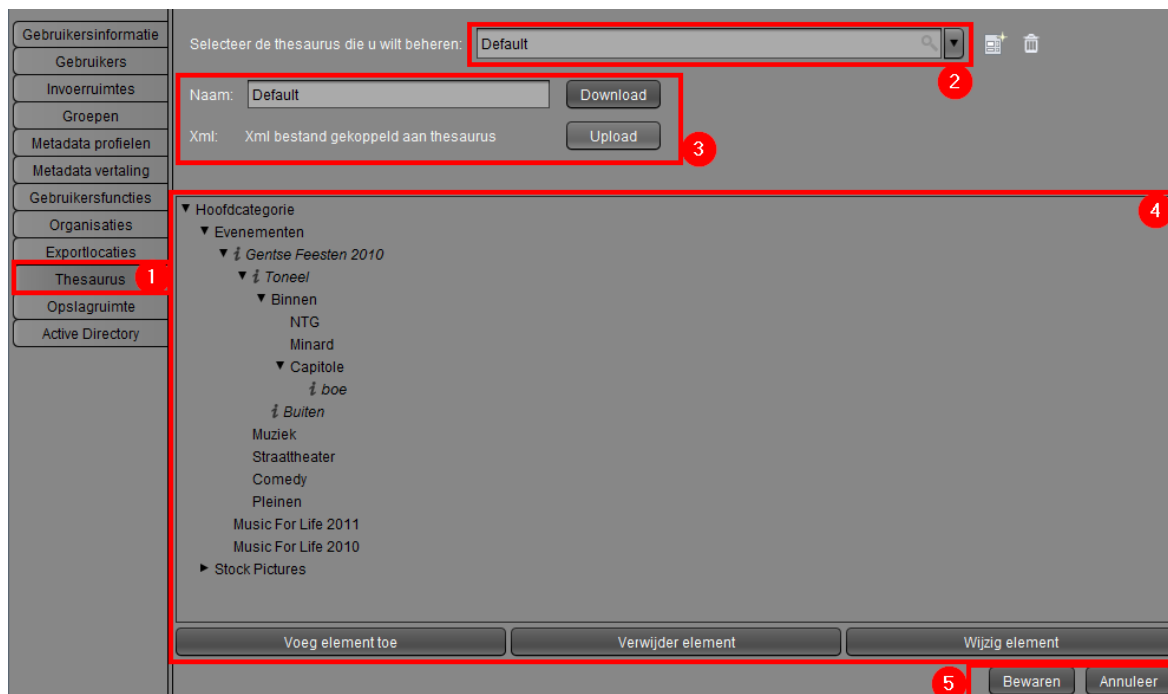 Gebruikersinformatie
Gebruikers
Invoerruimtes
Groepen
Metadata profielen
Metadata vertaling
Gebruikersfuncties
Organisaties
Exportlocaties
Thesaurus 1
Opslagruimte
Active Directory
Selecteer de thesaurus die u wilt beheren: Default
2
Naam: Default Download
Xml: Xml bestand gekoppeld aan thesaurus Upload
3
4
Hoofdcategorie
Evenementen
i Gentse Feesten 2010
i Toneel
Binnen
NTG
Minard
Capitole
i boe
i Buiten
Muziek
Straattheater
Comedy
Pleinen
Music For Life 2011
Music For Life 2010
Stock Pictures
Voeg element toe Verwijder element Wijzig element
5 Bewaren Annuleer